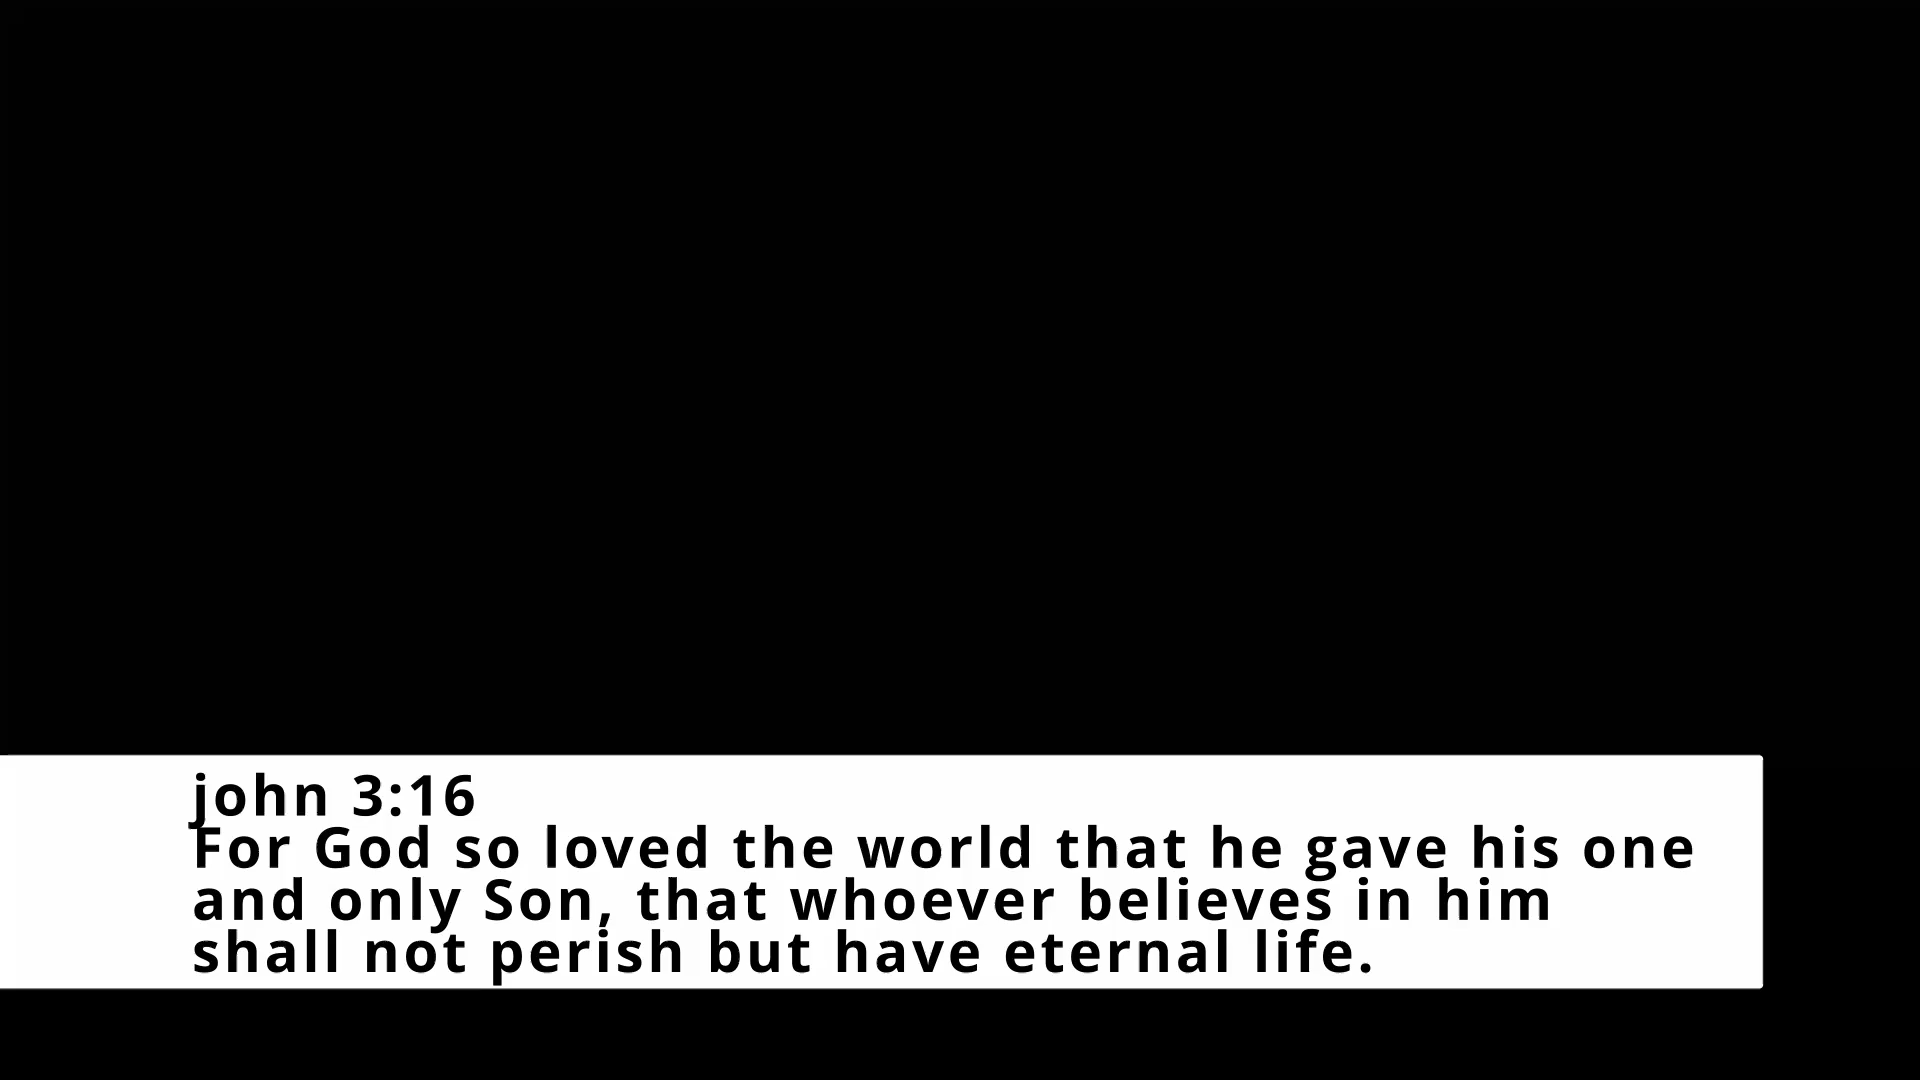 john 3:16
For God so loved the world that he gave his one
and only Son, that whoever believes in him
shall not perish but have eternal life.